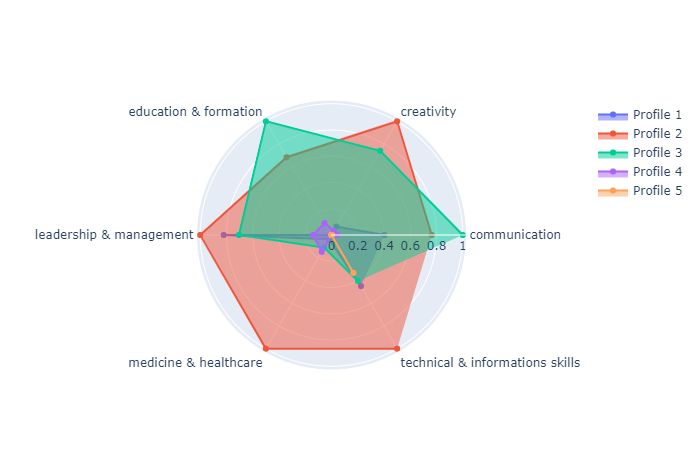 education & formation
creativity
leadership & management
communication
0 0.2 0.4 0.6 0.8 1
medicine & healthcare
technical & informations skills
Profile 1
Profile 2
Profile 3
Profile 4
Profile 5